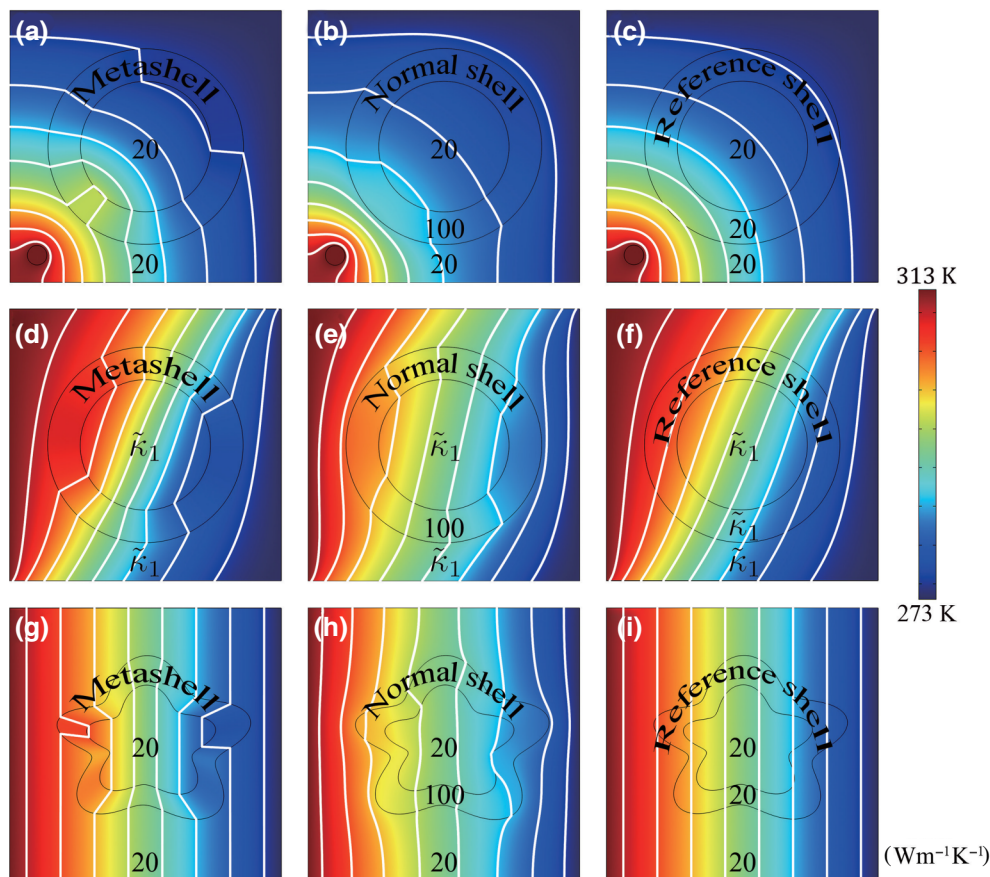 (a)
Metashell
20
20
(b)
Normal shell
20
100
20
(c)
Reference shell
20
20
20
(d)
Metashell
κ̃₁
κ̃₁
(e)
Normal shell
κ̃₁
100
κ̃₁
(f)
Reference shell
κ̃₁
κ̃₁
κ̃₁
313 K
273 K
(g)
Metashell
20
20
(h)
Normal shell
20
100
20
(i)
Reference shell
20
20
20
(Wm⁻¹K⁻¹)